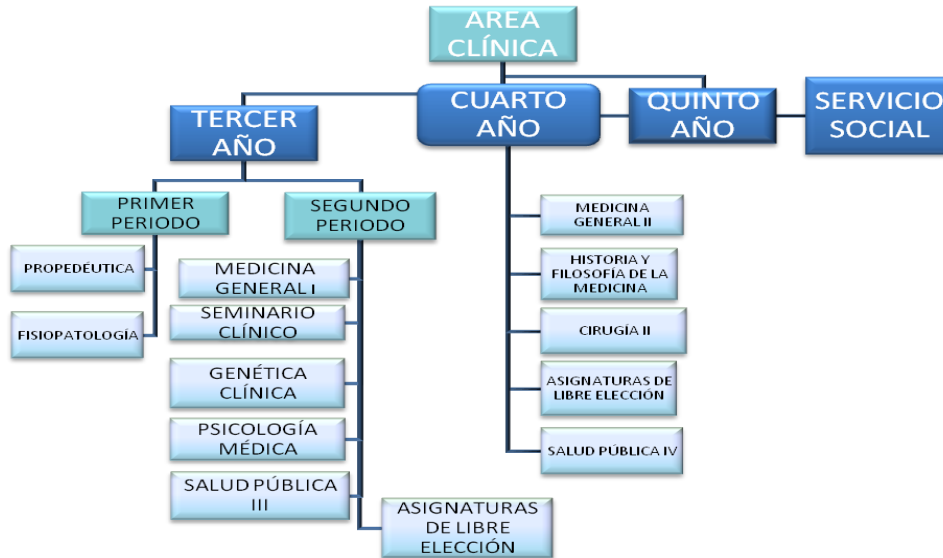 AREA
CLÍNICA
TERCER
AÑO
CUARTO
AÑO
QUINTO
AÑO
SERVICIO
SOCIAL
PRIMER
PERIODO
SEGUNDO
PERIODO
PROPEDÉUTICA
FISIOPATOLOGÍA
MEDICINA
GENERAL I
SEMINARIO
CLÍNICO
GENÉTICA
CLÍNICA
PSICOLOGÍA
MÉDICA
SALUD PÚBLICA
III
ASIGNATURAS
DE LIBRE
ELECCIÓN
MEDICINA
GENERAL II
HISTORIA Y
FILOSOFÍA DE LA
MEDICINA
CIRUGÍA II
ASIGNATURAS DE
LIBRE ELECCIÓN
SALUD PÚBLICA IV